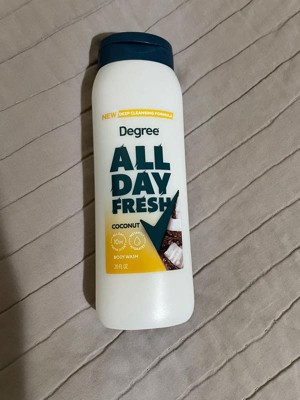 NEW DEEP CLEANSING FORMULA
Degree
ALL
DAY
FRESH
COCONUT
BODY WASH